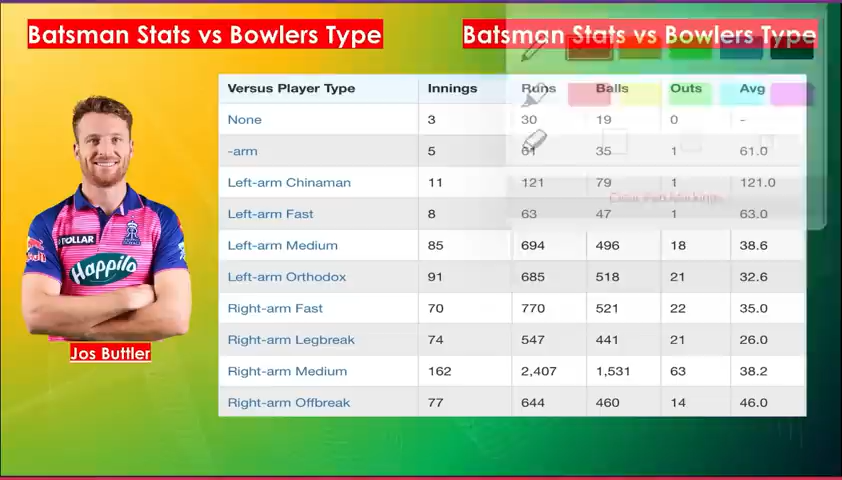 Batsman Stats vs Bowlers Type
Batsman Stats vs Bowlers Type
Versus Player Type Innings Runs Balls Outs Avg
None 3 30 19 0 -
-arm 5 61 35 1 61.0
Left-arm Chinaman 11 121 79 1 121.0
Left-arm Fast 8 63 47 1 63.0
Left-arm Medium 85 694 496 18 38.6
Left-arm Orthodox 91 685 518 21 32.6
Right-arm Fast 70 770 521 22 35.0
Right-arm Legbreak 74 547 441 21 26.0
Right-arm Medium 162 2,407 1,531 63 38.2
Right-arm Offbreak 77 644 460 14 46.0
DOLLAR
Happilo
Jos Buttler